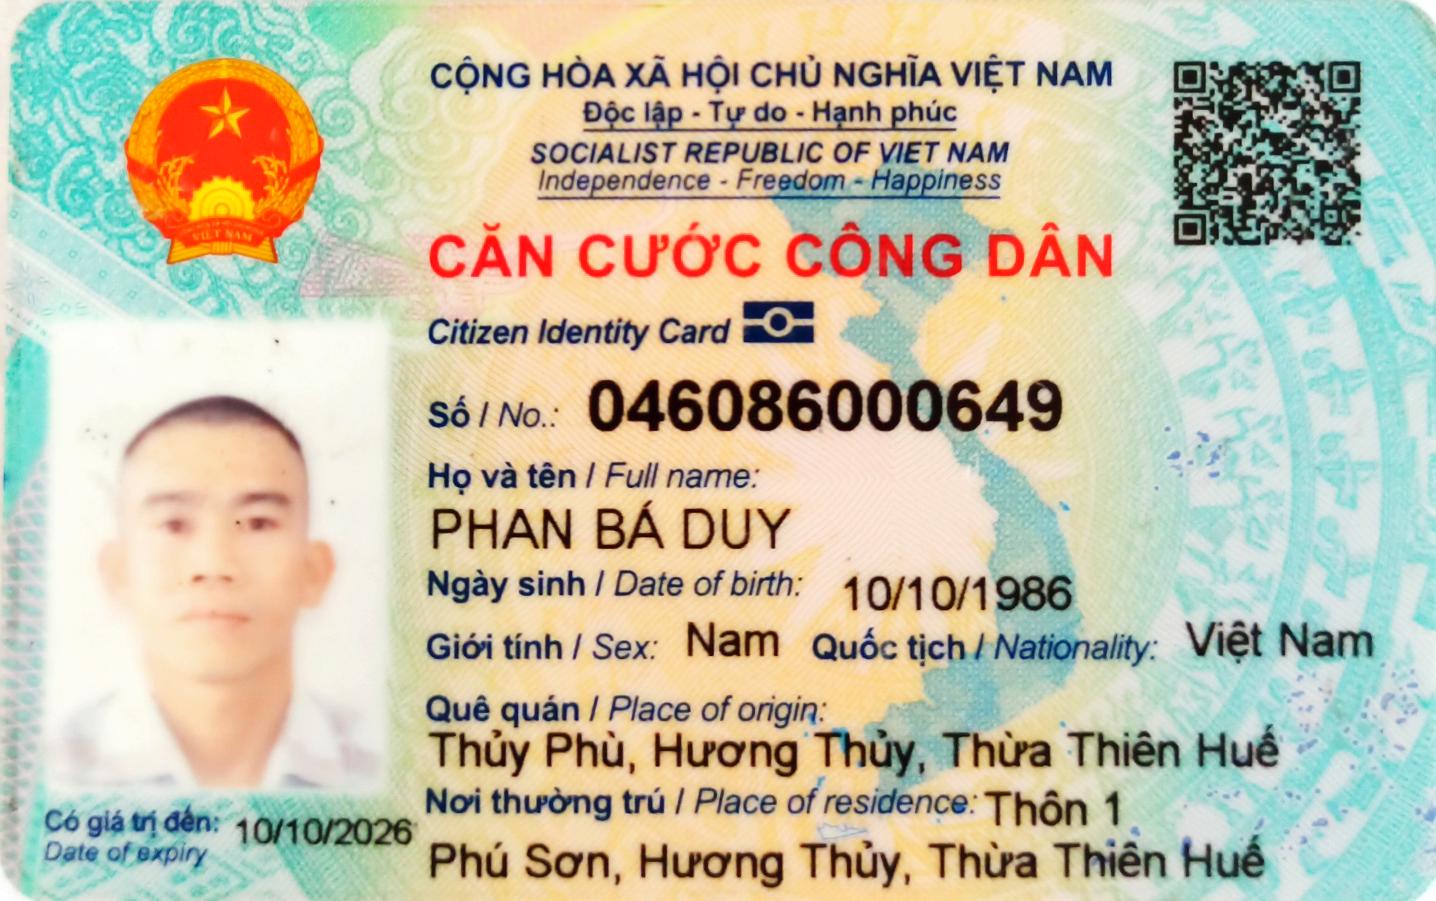 CỘNG HÒA XÃ HỘI CHỦ NGHĨA VIỆT NAM
Độc lập - Tự do - Hạnh phúc
SOCIALIST REPUBLIC OF VIET NAM
Independence - Freedom - Happiness
VIỆT NAM
CĂN CƯỚC CÔNG DÂN
Citizen Identity Card
Số / No.: 046086000649
Họ và tên / Full name:
PHAN BÁ DUY
Ngày sinh / Date of birth: 10/10/1986
Giới tính / Sex: Nam Quốc tịch / Nationality: Việt Nam
Quê quán / Place of origin:
Thủy Phù, Hương Thủy, Thừa Thiên Huế
Nơi thường trú / Place of residence: Thôn 1
Phú Sơn, Hương Thủy, Thừa Thiên Huế
Có giá trị đến: 10/10/2026
Date of expiry